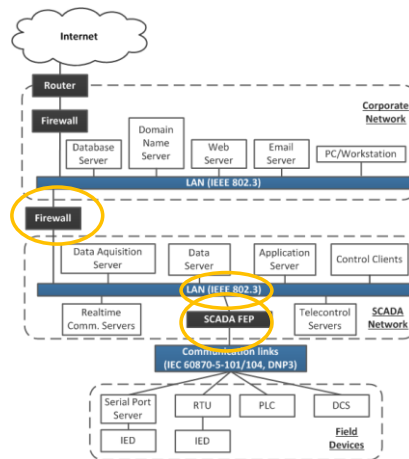 Internet
Router
Corporate
Network
Firewall
Database
Server
Domain
Name
Server
Web
Server
Email
Server
PC/Workstation
LAN (IEEE 802.3)
Firewall
Data Aquisition
Server
Data
Server
Application
Server
Control Clients
LAN (IEEE 802.3)
Realtime
Comm. Servers
SCADA FEP
Telecontrol
Servers
SCADA
Network
Communication links
(IEC 60870-5-101/104, DNP3)
Serial Port
Server
RTU
PLC
DCS
IED
IED
Field
Devices